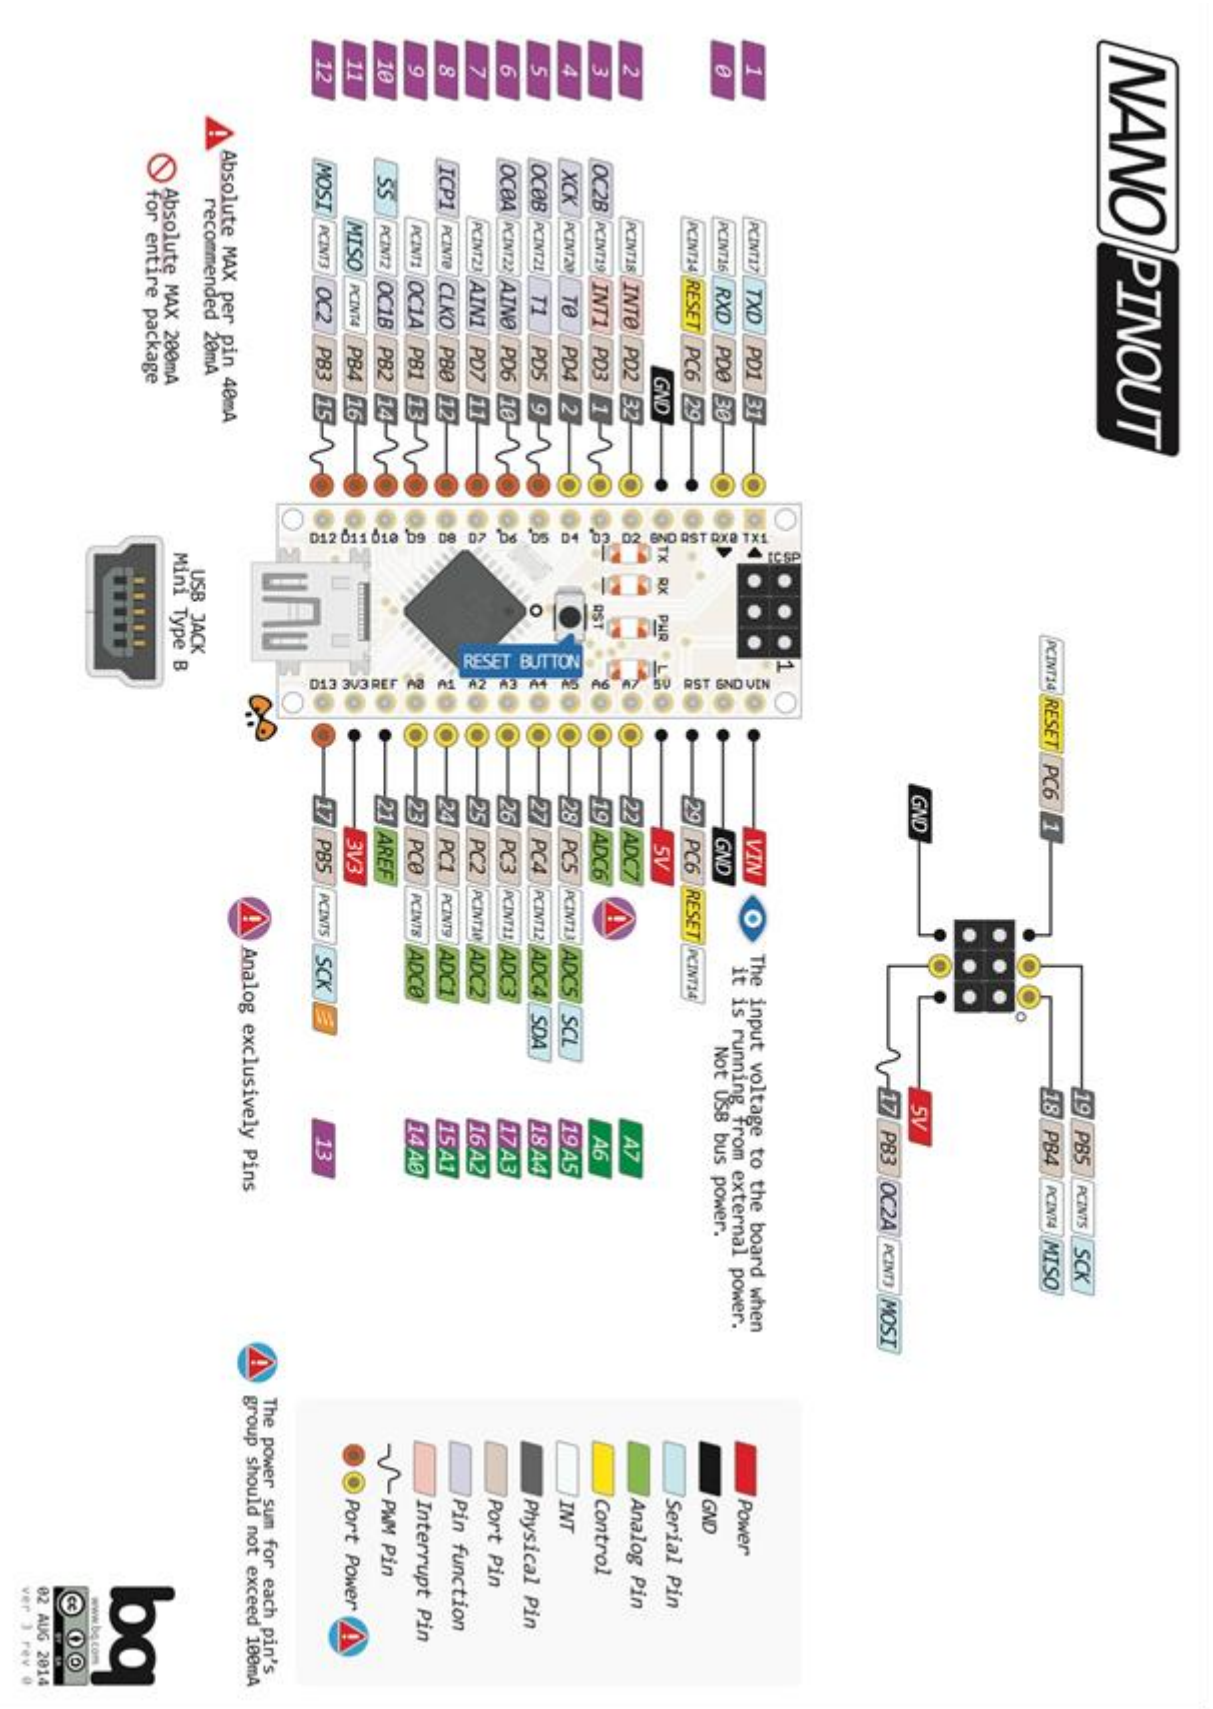 NANO PINOUT
PCINT14 RESET PC6 1
19 PB5 PCINT5 SCK
18 PB4 PCINT4 MISO
GND
5V
17 PB3 OC2A PCINT3 MOSI
1 PCINT17 TXD PD1 31
0 PCINT16 RXD PD0 30
PCINT14 RESET PC6 29
GND
2 PCINT18 INT0 PD2 32
3 OC2B PCINT19 INT1 PD3 1
4 XCK PCINT20 T0 PD4 2
5 OC0B PCINT21 T1 PD5 9
6 OC0A PCINT22 AIN0 PD6 10
7 PCINT23 AIN1 PD7 11
8 ICP1 PCINT0 CLKO PB0 12
9 PCINT1 OC1A PB1 13
10 SS PCINT2 OC1B PB2 14
11 MISO PCINT4 PB4 16
12 MOSI PCINT3 OC2 PB3 15
D12 D11 D10 D9 D8 D7 D6 D5 D4 D3 D2 GND RST RX0 TX1
ICSP
1
TX
RX
PWR
L
RST
RESET BUTTON
D13 3V3 REF A0 A1 A2 A3 A4 A5 A6 A7 5V RST GND VIN
VIN
GND
29 PC6 RESET PCINT14
5V
22 ADC7 A7
19 ADC6 A6
28 PC5 PCINT13 ADC5 SCL 19 A5
27 PC4 PCINT12 ADC4 SDA 18 A4
26 PC3 PCINT11 ADC3 17 A3
25 PC2 PCINT10 ADC2 16 A2
24 PC1 PCINT9 ADC1 15 A1
23 PC0 PCINT8 ADC0 14 A0
21 AREF
3V3
17 PB5 PCINT5 SCK 13
The input voltage to the board when
it is running from external power.
Not USB bus power.
Absolute MAX per pin 40mA
recommended 20mA
Absolute MAX 200mA
for entire package
USB JACK
Mini Type B
Analog exclusively Pins
Power
GND
Serial Pin
Analog Pin
Control
INT
Physical Pin
Port Pin
Pin function
Interrupt Pin
PWM Pin
Port Power
The power sum for each pin's
group should not exceed 100mA
bq
www.bq.com
cc
BY SA
02 AUG 2014
ver 3 rev 0